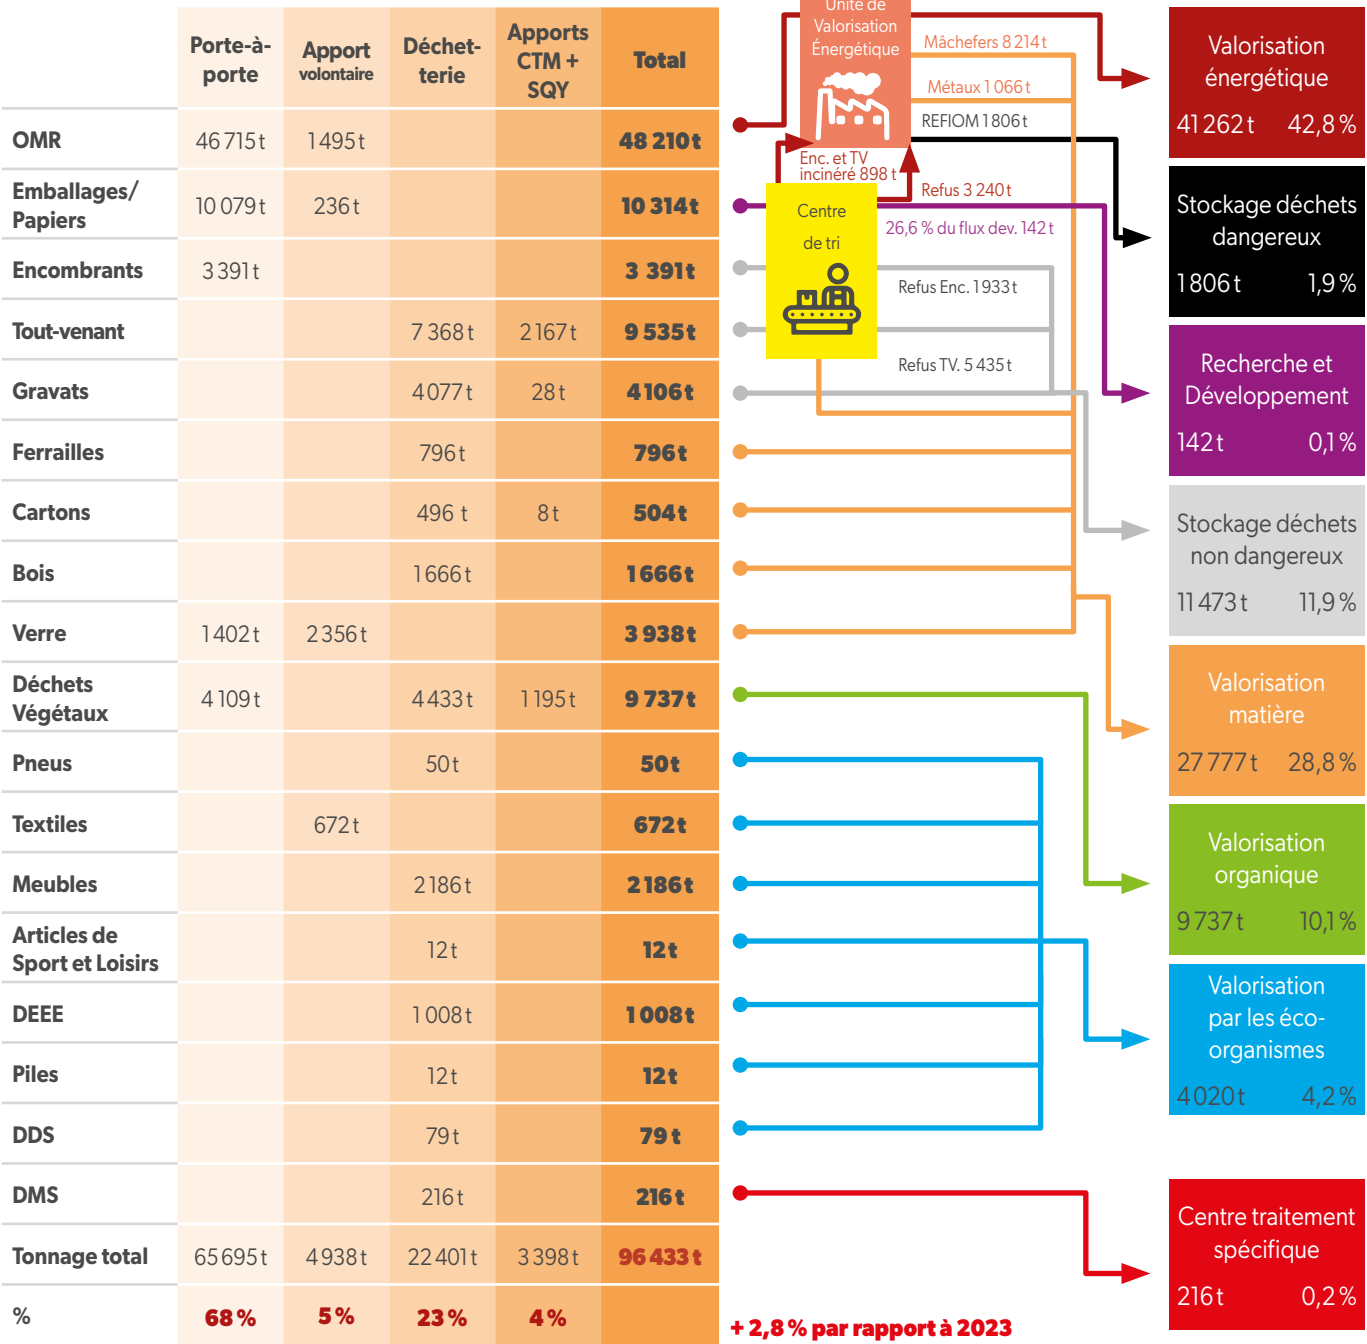 Porte-à-
porte
Apport
volontaire
Déchet-
terie
Apports
CTM +
SQY
Total
OMR 46 715 t 1 495 t 48 210 t
Emballages/
Papiers
10 079 t 236 t 10 314 t
Encombrants 3 391 t 3 391 t
Tout-venant 7 368 t 2 167 t 9 535 t
Gravats 4 077 t 28 t 4 106 t
Ferrailles 796 t 796 t
Cartons 496 t 8 t 504 t
Bois 1 666 t 1 666 t
Verre 1 402 t 2 356 t 3 938 t
Déchets
Végétaux
4 109 t 4 433 t 1 195 t 9 737 t
Pneus 50 t 50 t
Textiles 672 t 672 t
Meubles 2 186 t 2 186 t
Articles de
Sport et Loisirs
12 t 12 t
DEEE 1 008 t 1 008 t
Piles 12 t 12 t
DDS 79 t 79 t
DMS 216 t 216 t
Tonnage total 65 695 t 4 938 t 22 401 t 3 398 t 96 433 t
% 68 % 5 % 23 % 4 %
Unité de
Valorisation
Énergétique
Mâchefers 8 214 t
Métaux 1 066 t
REFIOM 1 806 t
Enc. et TV
incinéré 898 t
Refus 3 240 t
26,6 % du flux dev. 142 t
Centre
de tri
Refus Enc. 1 933 t
Refus TV. 5 435 t
+ 2,8 % par rapport à 2023
Valorisation
énergétique
41 262 t 42,8 %
Stockage déchets
dangereux
1 806 t 1,9 %
Recherche et
Développement
142 t 0,1 %
Stockage déchets
non dangereux
11 473 t 11,9 %
Valorisation
matière
27 777 t 28,8 %
Valorisation
organique
9 737 t 10,1 %
Valorisation
par les éco-
organismes
4 020 t 4,2 %
Centre traitement
spécifique
216 t 0,2 %